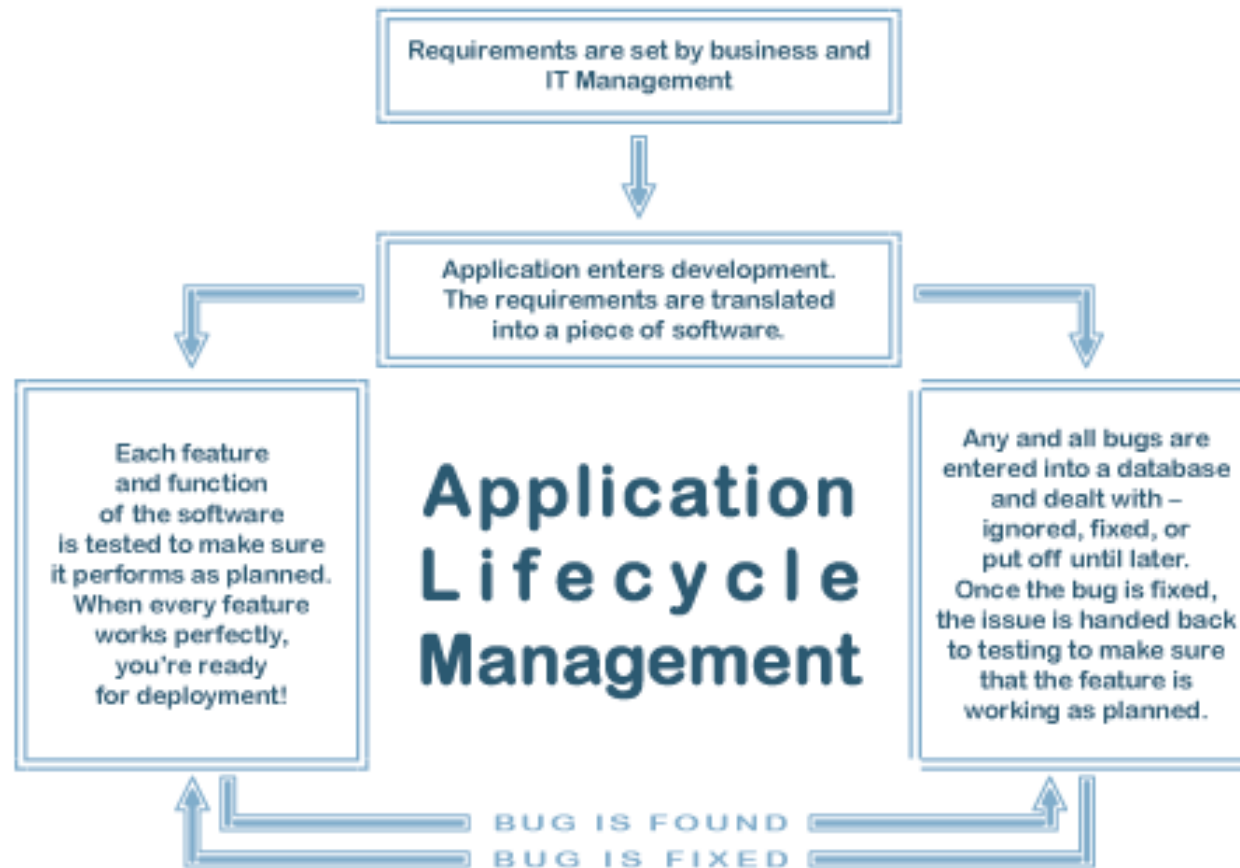 Requirements are set by business and
IT Management
Application enters development.
The requirements are translated
into a piece of software.
Each feature
and function
of the software
is tested to make sure
it performs as planned.
When every feature
works perfectly,
you're ready
for deployment!
Application
Lifecycle
Management
Any and all bugs are
entered into a database
and dealt with –
ignored, fixed, or
put off until later.
Once the bug is fixed,
the issue is handed back
to testing to make sure
that the feature is
working as planned.
BUG IS FOUND
BUG IS FIXED